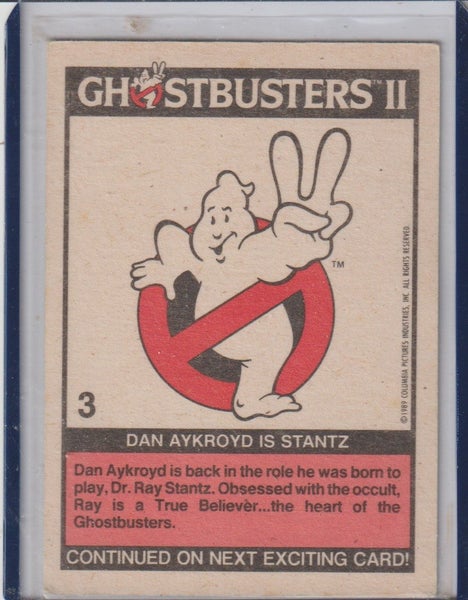 GHOSTBUSTERS II
TM
©1989 COLUMBIA PICTURES INDUSTRIES, INC. ALL RIGHTS RESERVED
3
DAN AYKROYD IS STANTZ
Dan Aykroyd is back in the role he was born to
play, Dr. Ray Stantz. Obsessed with the occult,
Ray is a True Believer...the heart of the
Ghostbusters.
CONTINUED ON NEXT EXCITING CARD!